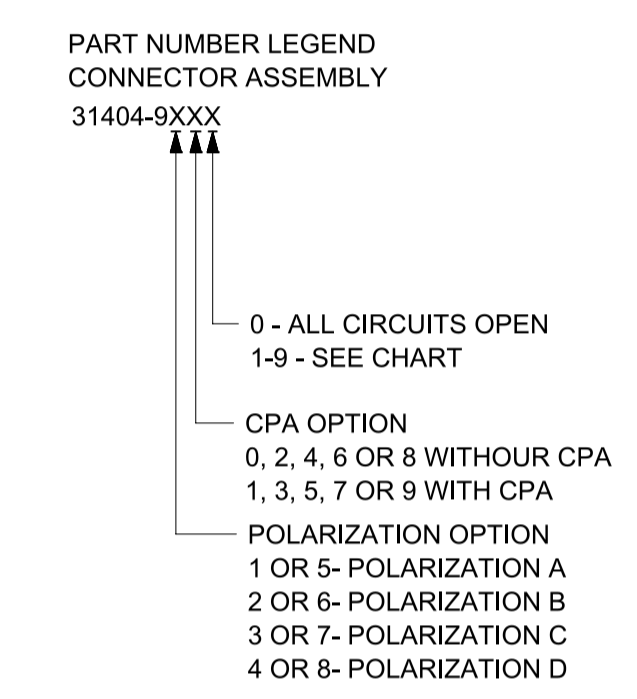 PART NUMBER LEGEND
CONNECTOR ASSEMBLY
31404-9XXX
0 - ALL CIRCUITS OPEN
1-9 - SEE CHART
CPA OPTION
0, 2, 4, 6 OR 8 WITHOUR CPA
1, 3, 5, 7 OR 9 WITH CPA
POLARIZATION OPTION
1 OR 5- POLARIZATION A
2 OR 6- POLARIZATION B
3 OR 7- POLARIZATION C
4 OR 8- POLARIZATION D